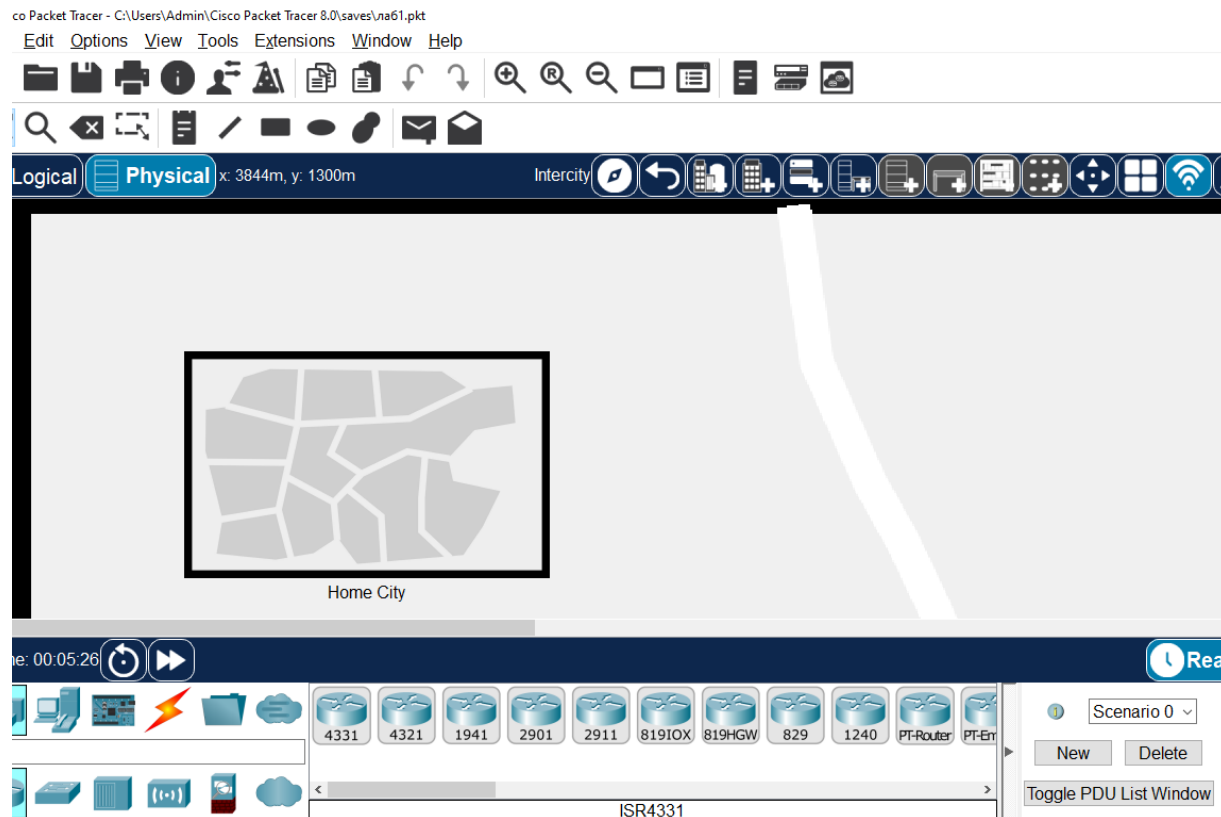 co Packet Tracer - C:\Users\Admin\Cisco Packet Tracer 8.0\saves\ла61.pkt
Edit Options View Tools Extensions Window Help
Logical Physical x: 3844m, y: 1300m Intercity
Home City
ne: 00:05:26 Rea
4331 4321 1941 2901 2911 819IOX 819HGW 829 1240 PT-Router PT-Em
Scenario 0
New Delete
Toggle PDU List Window
ISR4331